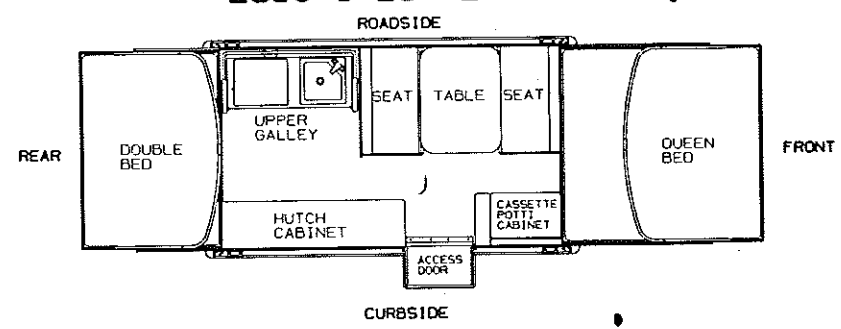 ROADSIDE
SEAT
TABLE
SEAT
UPPER
GALLEY
REAR
DOUBLE
BED
QUEEN
BED
FRONT
HUTCH
CABINET
CASSETTE
POTTI
CABINET
ACCESS
DOOR
CURBSIDE